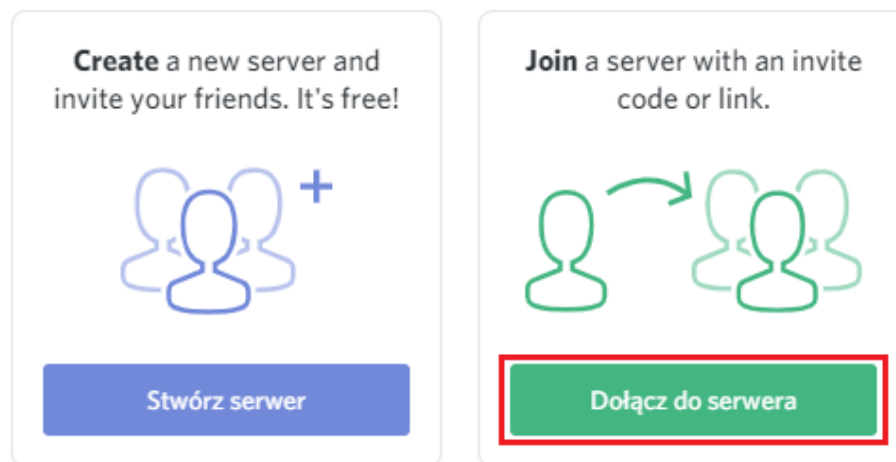 Create a new server and
invite your friends. It's free!
Stwórz serwer
Join a server with an invite
code or link.
Dołącz do serwera